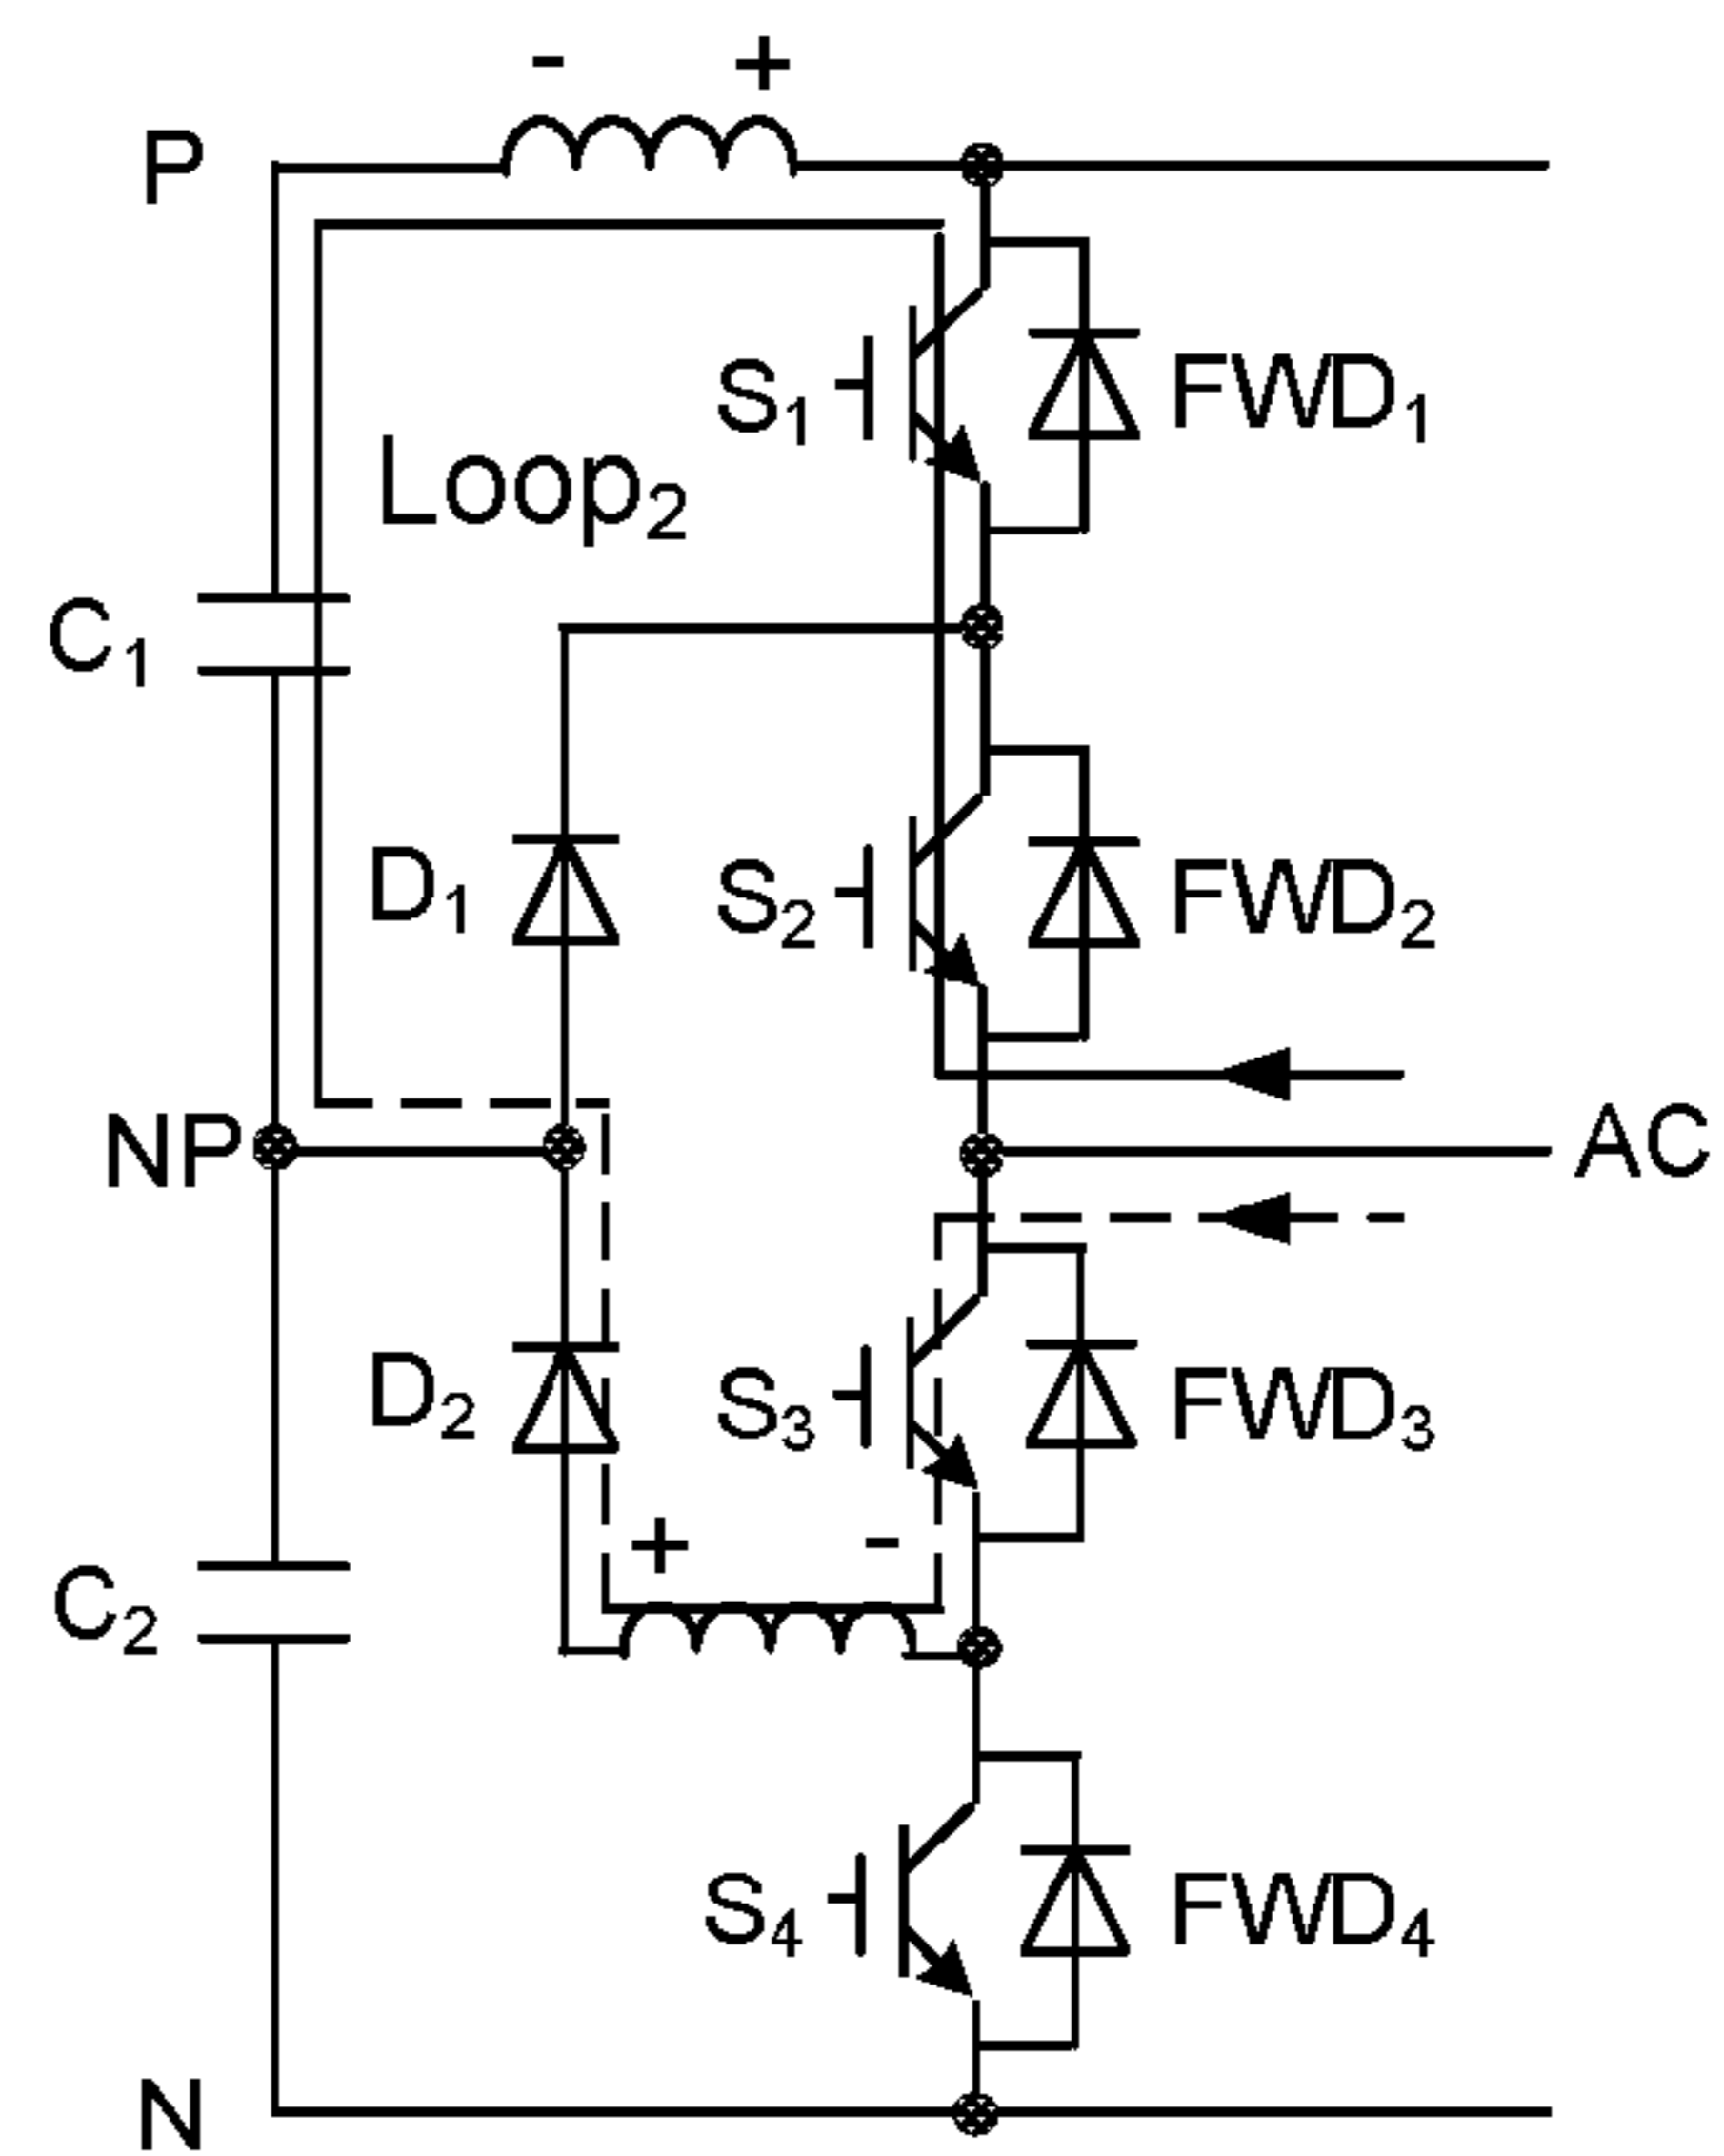 - +
P
S1 FWD1
Loop2
C1
D1 S2 FWD2
NP AC
D2 S3 FWD3
+ -
C2
S4 FWD4
N